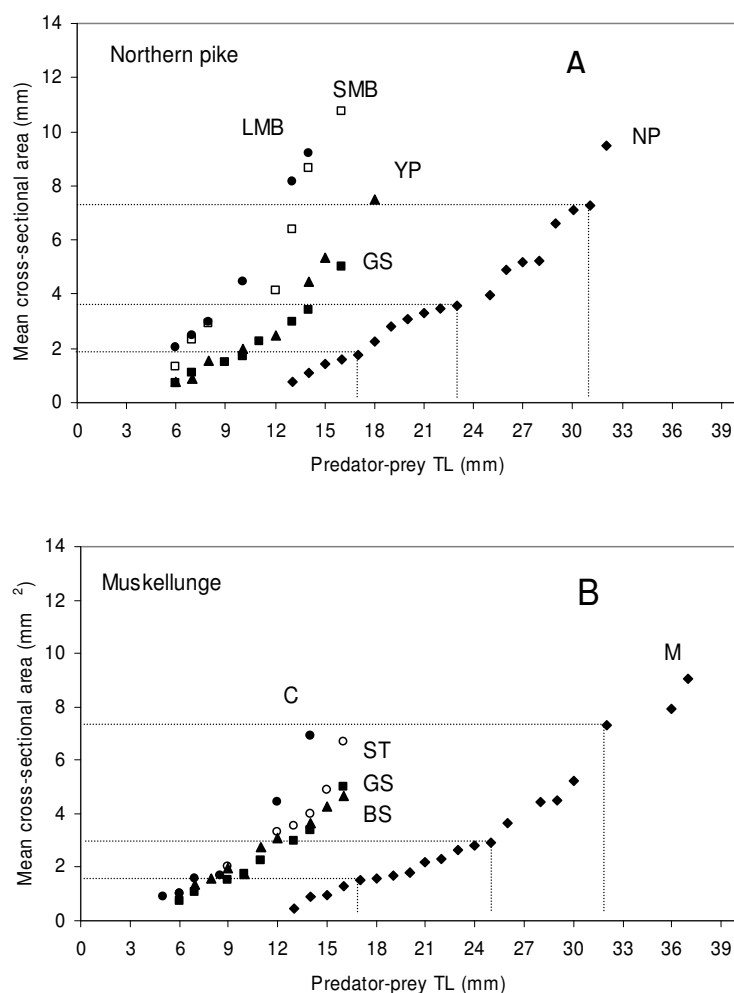 Northern pike
A
SMB
LMB
NP
YP
GS
Mean cross-sectional area (mm)
14
12
10
8
6
4
2
0
0 3 6 9 12 15 18 21 24 27 30 33 36 39
Predator-prey TL (mm)
Muskellunge
B
M
C
ST
GS
BS
Mean cross-sectional area (mm 2)
14
12
10
8
6
4
2
0
0 3 6 9 12 15 18 21 24 27 30 33 36 39
Predator-prey TL (mm)